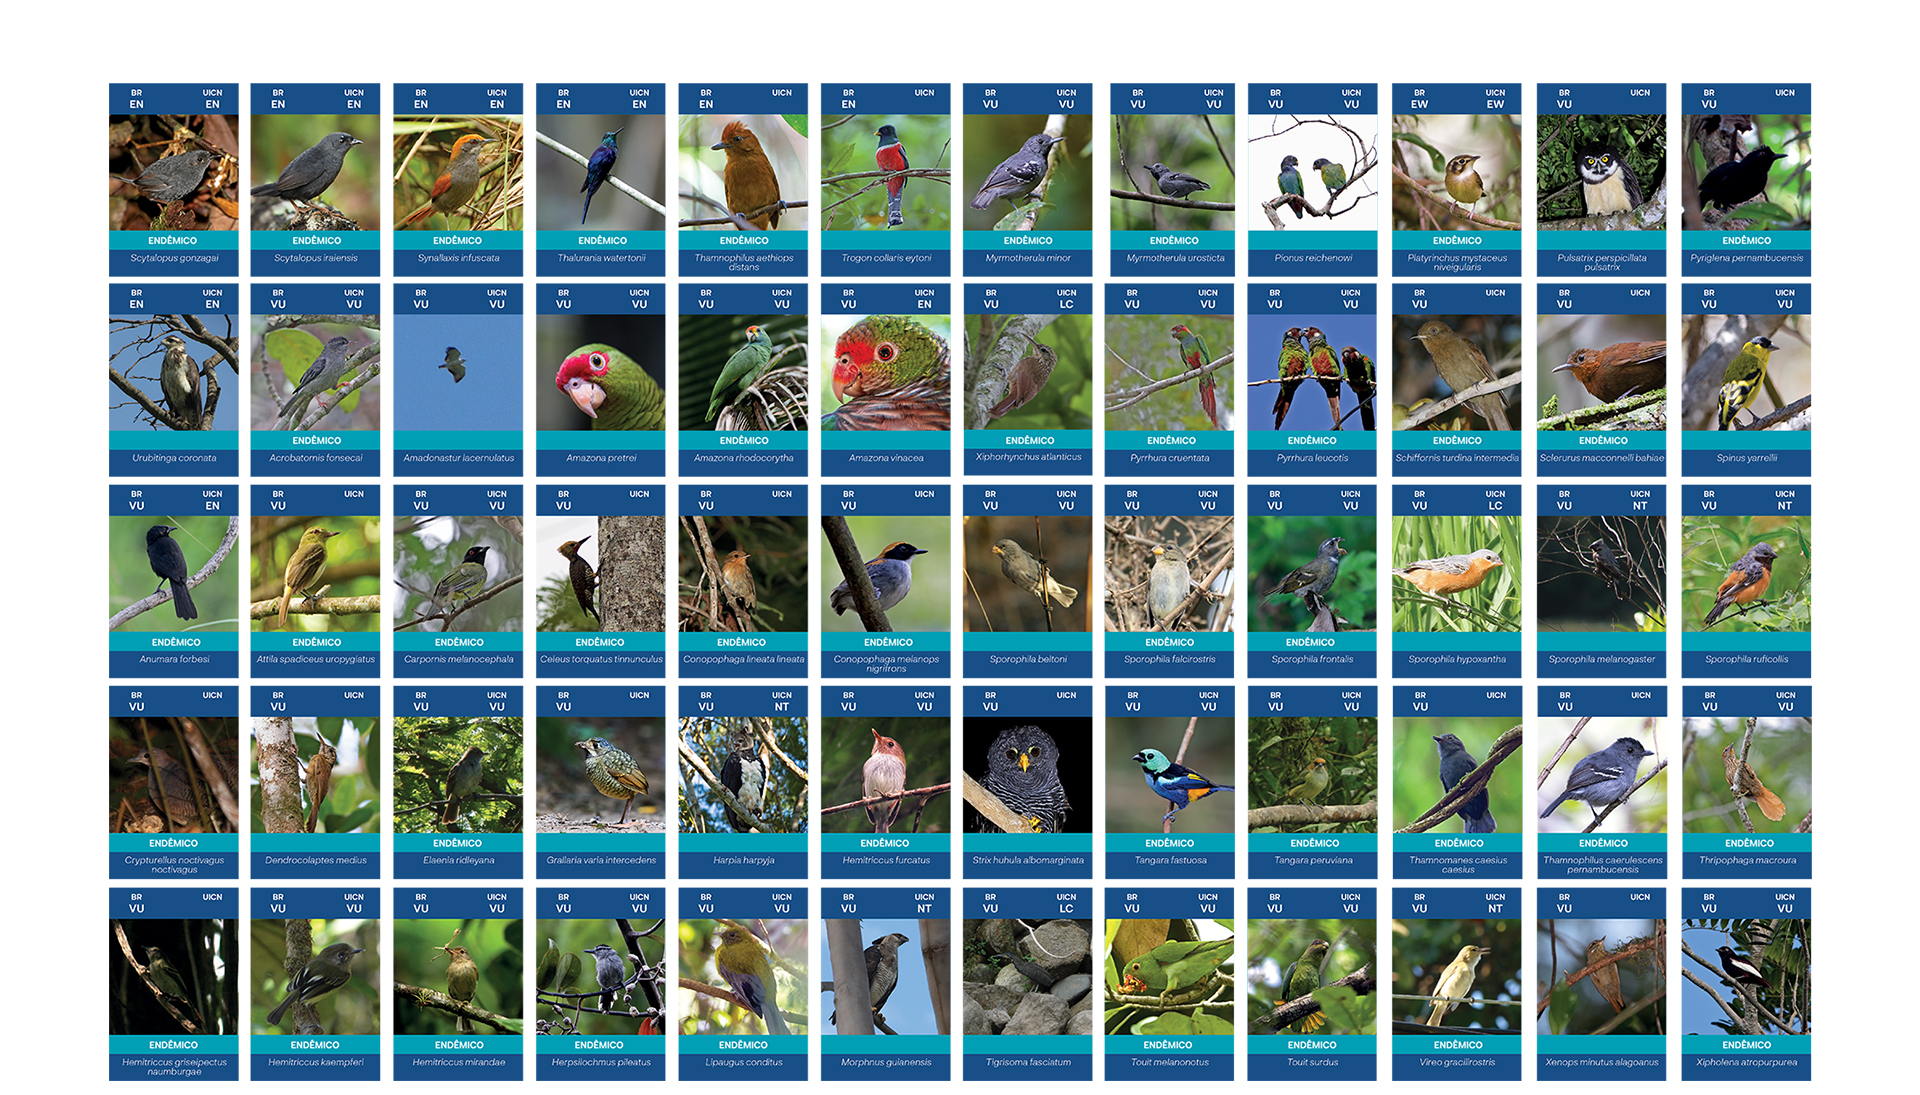 BR UICN
EN EN
ENDÊMICO
Scytalopus gonzagai
BR UICN
EN EN
ENDÊMICO
Scytalopus iraiensis
BR UICN
EN EN
ENDÊMICO
Synallaxis infuscata
BR UICN
EN EN
ENDÊMICO
Thalurania watertonii
BR UICN
EN
ENDÊMICO
Thamnophilus aethiops
distans
BR UICN
EN
Trogon collaris eytoni
BR UICN
VU VU
ENDÊMICO
Myrmotherula minor
BR UICN
VU VU
ENDÊMICO
Myrmotherula urosticta
BR UICN
VU VU
Pionus reichenowi
BR UICN
EW EW
ENDÊMICO
Platyrinchus mystaceus
niveigularis
BR UICN
VU
Pulsatrix perspicillata
pulsatrix
BR UICN
VU
ENDÊMICO
Pyriglena pernambucensis
BR UICN
EN EN
Urubitinga coronata
BR UICN
VU VU
ENDÊMICO
Acrobatornis fonsecai
BR UICN
VU VU
Amadonastur lacernulatus
BR UICN
VU VU
Amazona pretrei
BR UICN
VU VU
ENDÊMICO
Amazona rhodocorytha
BR UICN
VU EN
Amazona vinacea
BR UICN
VU LC
ENDÊMICO
Xiphorhynchus atlanticus
BR UICN
VU VU
ENDÊMICO
Pyrrhura cruentata
BR UICN
VU VU
ENDÊMICO
Pyrrhura leucotis
BR UICN
VU
ENDÊMICO
Schiffornis turdina intermedia
BR UICN
VU
ENDÊMICO
Sclerurus macconnelli bahiae
BR UICN
VU VU
Spinus yarrellii
BR UICN
VU EN
ENDÊMICO
Anumara forbesi
BR UICN
VU
ENDÊMICO
Attila spadiceus uropygiatus
BR UICN
VU VU
ENDÊMICO
Carpornis melanocephala
BR UICN
VU
ENDÊMICO
Celeus torquatus tinnunculus
BR UICN
VU
ENDÊMICO
Conopophaga lineata lineata
BR UICN
VU
ENDÊMICO
Conopophaga melanops
nigrifrons
BR UICN
VU VU
Sporophila beltoni
BR UICN
VU VU
ENDÊMICO
Sporophila falcirostris
BR UICN
VU VU
ENDÊMICO
Sporophila frontalis
BR UICN
VU LC
Sporophila hypoxantha
BR UICN
VU NT
Sporophila melanogaster
BR UICN
VU NT
Sporophila ruficollis
BR UICN
VU
ENDÊMICO
Crypturellus noctivagus
noctivagus
BR UICN
VU
Dendrocolaptes medius
BR UICN
VU VU
ENDÊMICO
Elaenia ridleyana
BR UICN
VU
ENDÊMICO
Grallaria varia intercedens
BR UICN
VU NT
Harpia harpyja
BR UICN
VU VU
ENDÊMICO
Hemitriccus furcatus
BR UICN
VU
Strix huhula albomarginata
BR UICN
VU VU
ENDÊMICO
Tangara fastuosa
BR UICN
VU VU
ENDÊMICO
Tangara peruviana
BR UICN
VU
ENDÊMICO
Thamnomanes caesius
caesius
BR UICN
VU
ENDÊMICO
Thamnophilus caerulescens
pernambucensis
BR UICN
VU VU
ENDÊMICO
Thripophaga macroura
BR UICN
VU
ENDÊMICO
Hemitriccus griseipectus
naumburgae
BR UICN
VU VU
ENDÊMICO
Hemitriccus kaempferi
BR UICN
VU VU
ENDÊMICO
Hemitriccus mirandae
BR UICN
VU VU
ENDÊMICO
Herpsilochmus pileatus
BR UICN
VU VU
ENDÊMICO
Lipaugus conditus
BR UICN
VU NT
Morphnus guianensis
BR UICN
VU LC
Tigrisoma fasciatum
BR UICN
VU VU
ENDÊMICO
Touit melanonotus
BR UICN
VU VU
ENDÊMICO
Touit surdus
BR UICN
VU NT
ENDÊMICO
Vireo gracilirostris
BR UICN
VU
Xenops minutus alagoanus
BR UICN
VU VU
ENDÊMICO
Xipholena atropurpurea